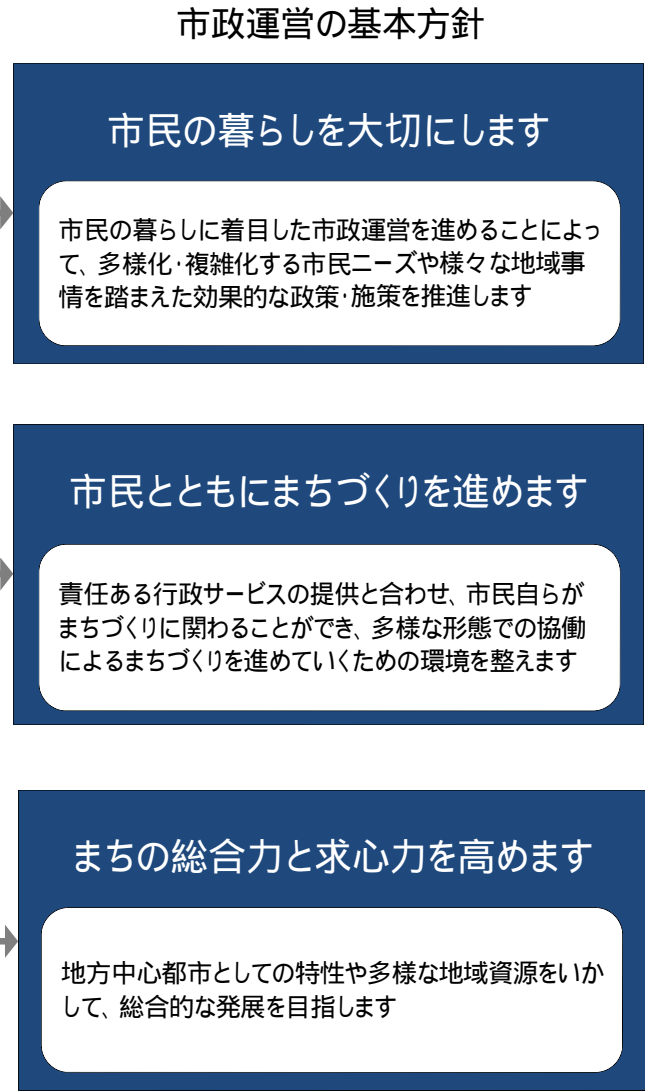 市政運営の基本方針
市民の暮らしを大切にします
市民の暮らしに着目した市政運営を進めることによっ
て、多様化・複雑化する市民ニーズや様々な地域事
情を踏まえた効果的な政策・施策を推進します
市民とともにまちづくりを進めます
責任ある行政サービスの提供と合わせ、市民自らが
まちづくりに関わることができ、多様な形態での協働
によるまちづくりを進めていくための環境を整えます
まちの総合力と求心力を高めます
地方中心都市としての特性や多様な地域資源をいか
して、総合的な発展を目指します